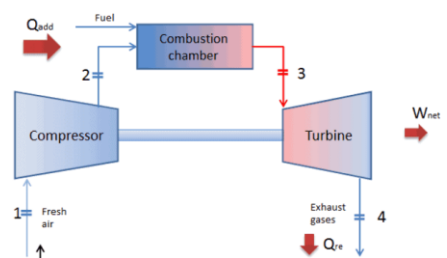 Qadd
Fuel
Combustion
chamber
2
3
Compressor
Turbine
Wnet
1
Fresh
air
Exhaust
gases
4
Qre